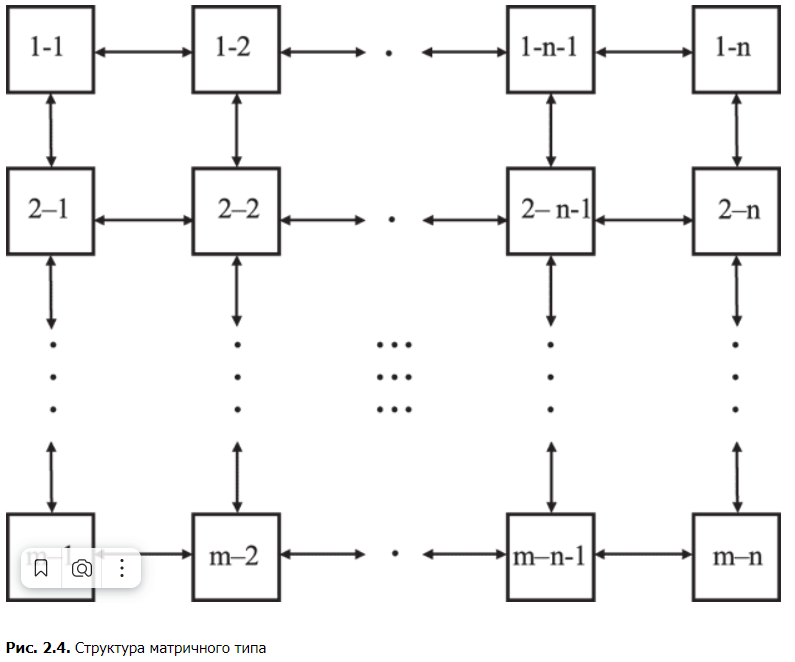 1-1 1-2 1-n-1 1-n
2–1 2–2 2– n-1 2–n
m–2 m–n-1 m–n
Рис. 2.4. Структура матричного типа